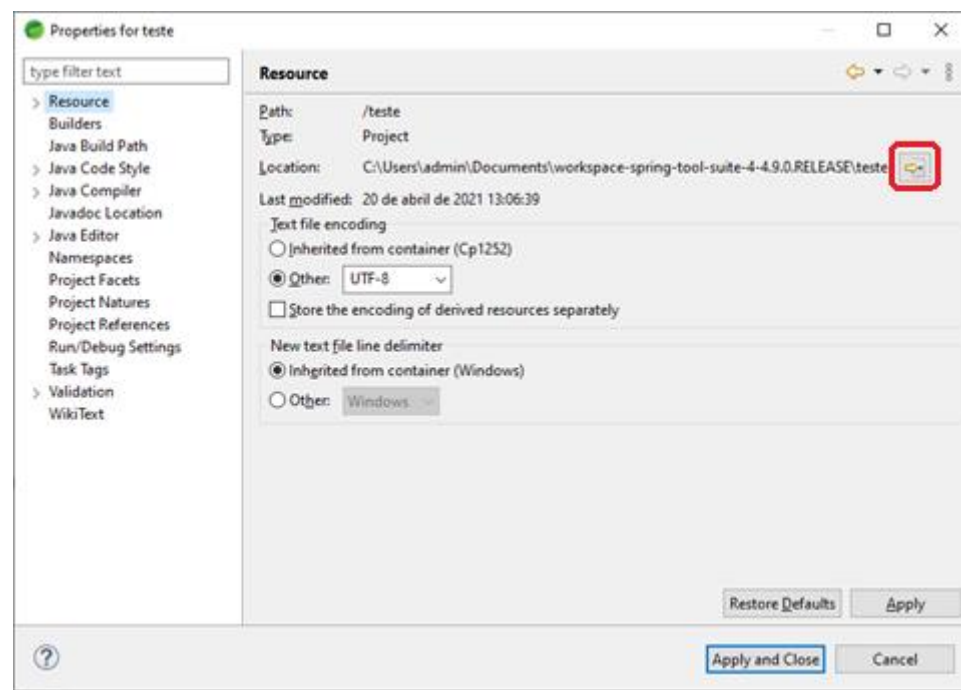 Properties for teste
type filter text
Resource
Builders
Java Build Path
Java Code Style
Java Compiler
Javadoc Location
Java Editor
Namespaces
Project Facets
Project Natures
Project References
Run/Debug Settings
Task Tags
Validation
WikiText
Resource
Path: /teste
Type: Project
Location: C:\Users\admin\Documents\workspace-spring-tool-suite-4-4.9.0.RELEASE\teste
Last modified: 20 de abril de 2021 13:06:39
Text file encoding
Inherited from container (Cp1252)
Other: UTF-8
Store the encoding of derived resources separately
New text file line delimiter
Inherited from container (Windows)
Other: Windows
Restore Defaults Apply
? Apply and Close Cancel